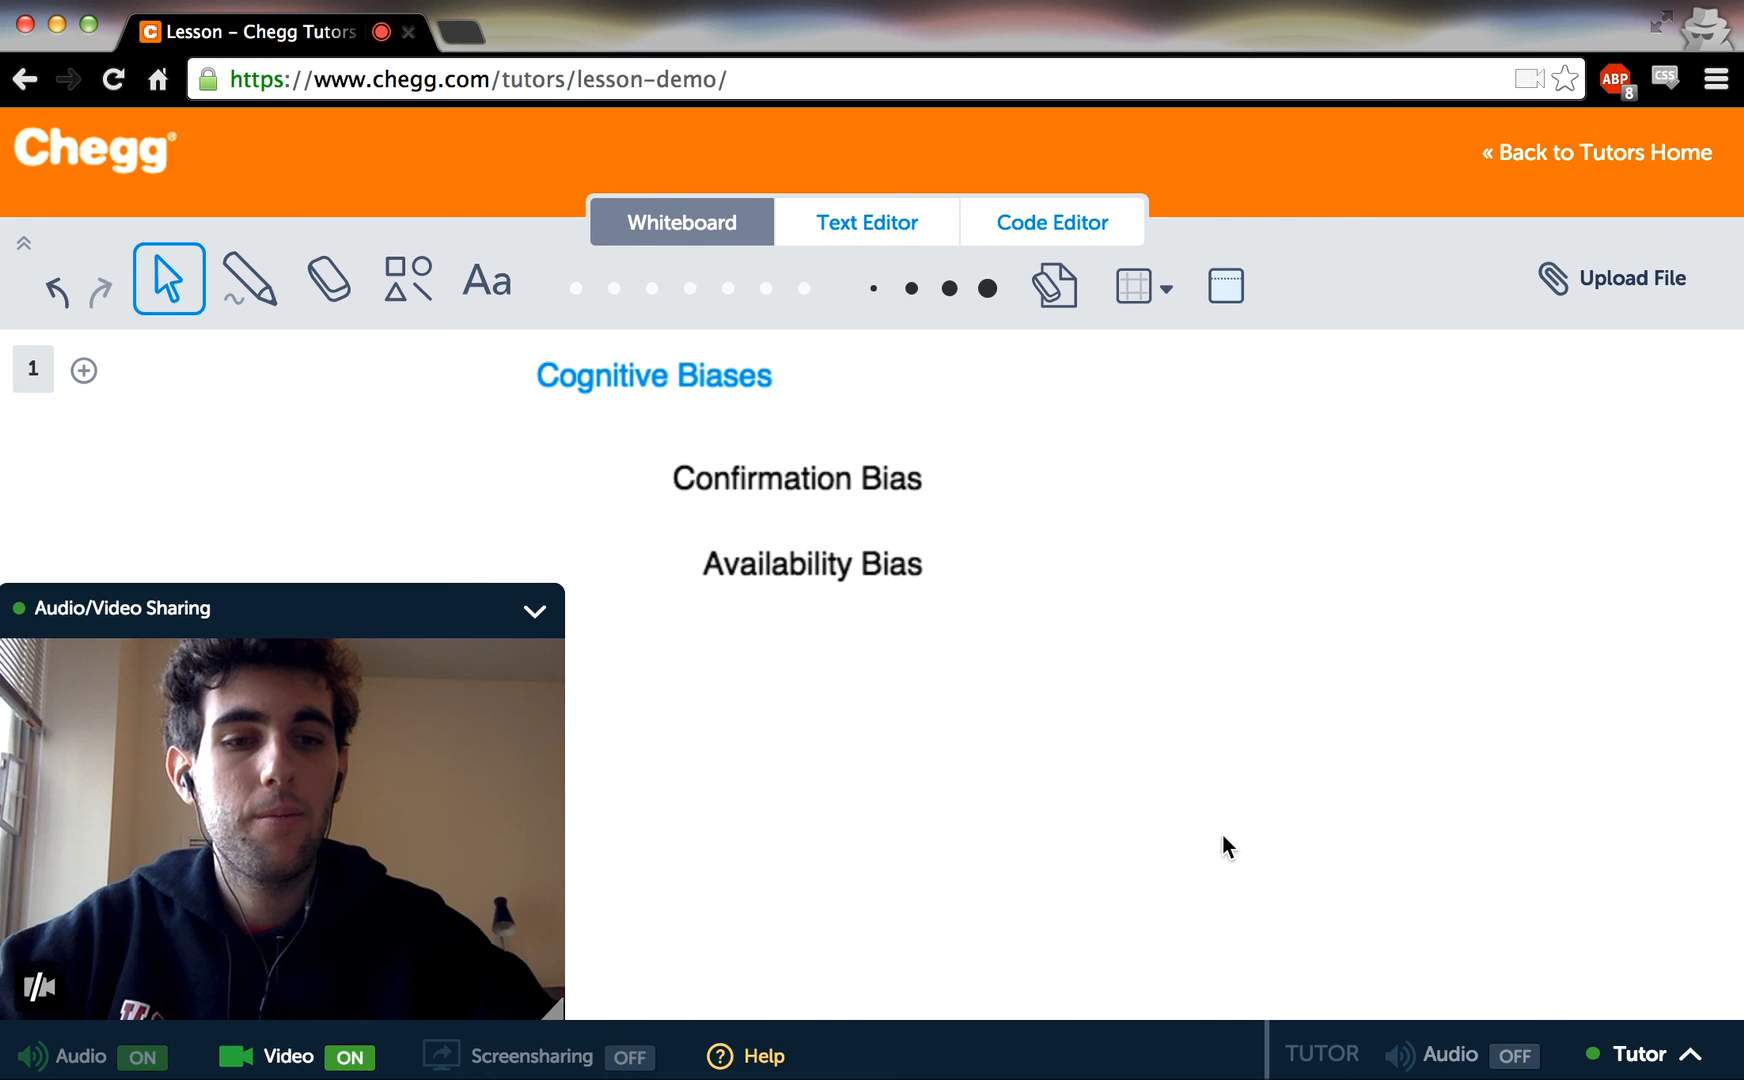 Lesson – Chegg Tutors
https://www.chegg.com/tutors/lesson-demo/
ABP
8
CSS
Chegg®
« Back to Tutors Home
Whiteboard
Text Editor
Code Editor
Aa
Upload File
1
Cognitive Biases
Confirmation Bias
Availability Bias
Audio/Video Sharing
Audio ON
Video ON
Screensharing OFF
? Help
TUTOR
Audio OFF
Tutor